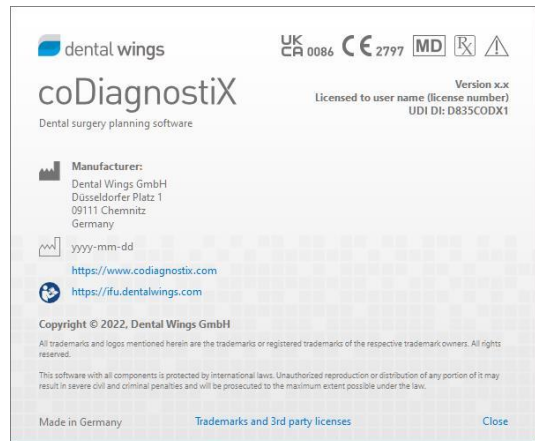 dental wings
UK CA 0086 CE 2797 MD Rx
coDiagnostiX
Dental surgery planning software
Version x.x
Licensed to user name (license number)
UDI DI: D835CODX1
Manufacturer:
Dental Wings GmbH
Düsseldorfer Platz 1
09111 Chemnitz
Germany
yyyy-mm-dd
https://www.codiagnostix.com
https://ifu.dentalwings.com
Copyright © 2022, Dental Wings GmbH
All trademarks and logos mentioned herein are the trademarks or registered trademarks of the respective trademark owners. All rights
reserved.
This software with all components is protected by international laws. Unauthorized reproduction or distribution of any portion of it may
result in severe civil and criminal penalties and will be prosecuted to the maximum extent possible under the law.
Made in Germany
Trademarks and 3rd party licenses
Close